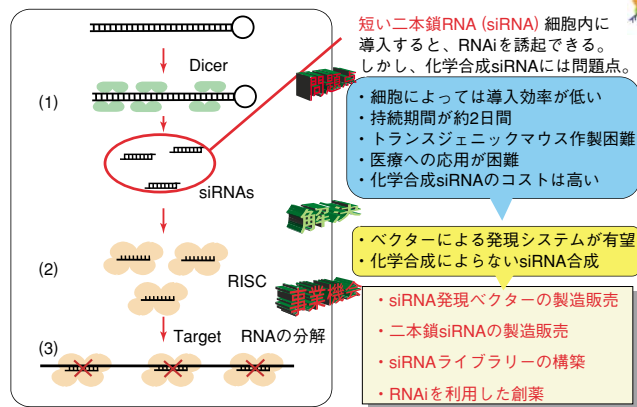 短い二本鎖RNA (siRNA) 細胞内に
導入すると、RNAiを誘起できる。
しかし、化学合成siRNAには問題点。
Dicer
(1)
siRNAs
(2)
RISC
Target
RNAの分解
(3)
問題点
・細胞によっては導入効率が低い
・持続期間が約2日間
・トランスジェニックマウス作製困難
・医療への応用が困難
・化学合成siRNAのコストは高い
・ベクターによる発現システムが有望
・化学合成によらないsiRNA合成
事業機会
・siRNA発現ベクターの製造販売
・二本鎖siRNAの製造販売
・siRNAライブラリーの構築
・RNAiを利用した創薬